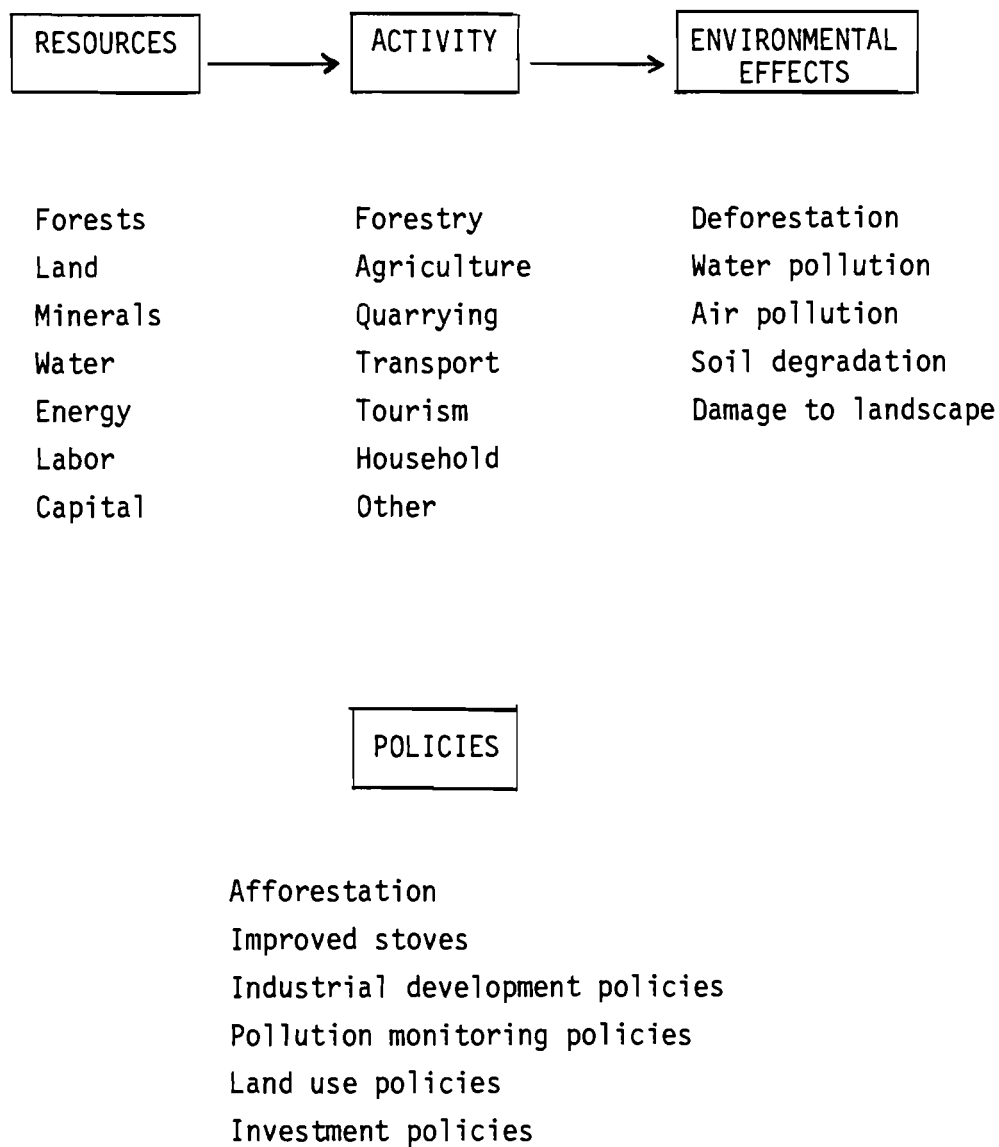 RESOURCES
ACTIVITY
ENVIRONMENTAL
EFFECTS
Forests
Land
Minerals
Water
Energy
Labor
Capital
Forestry
Agriculture
Quarrying
Transport
Tourism
Household
Other
Deforestation
Water pollution
Air pollution
Soil degradation
Damage to landscape
POLICIES
Afforestation
Improved stoves
Industrial development policies
Pollution monitoring policies
Land use policies
Investment policies